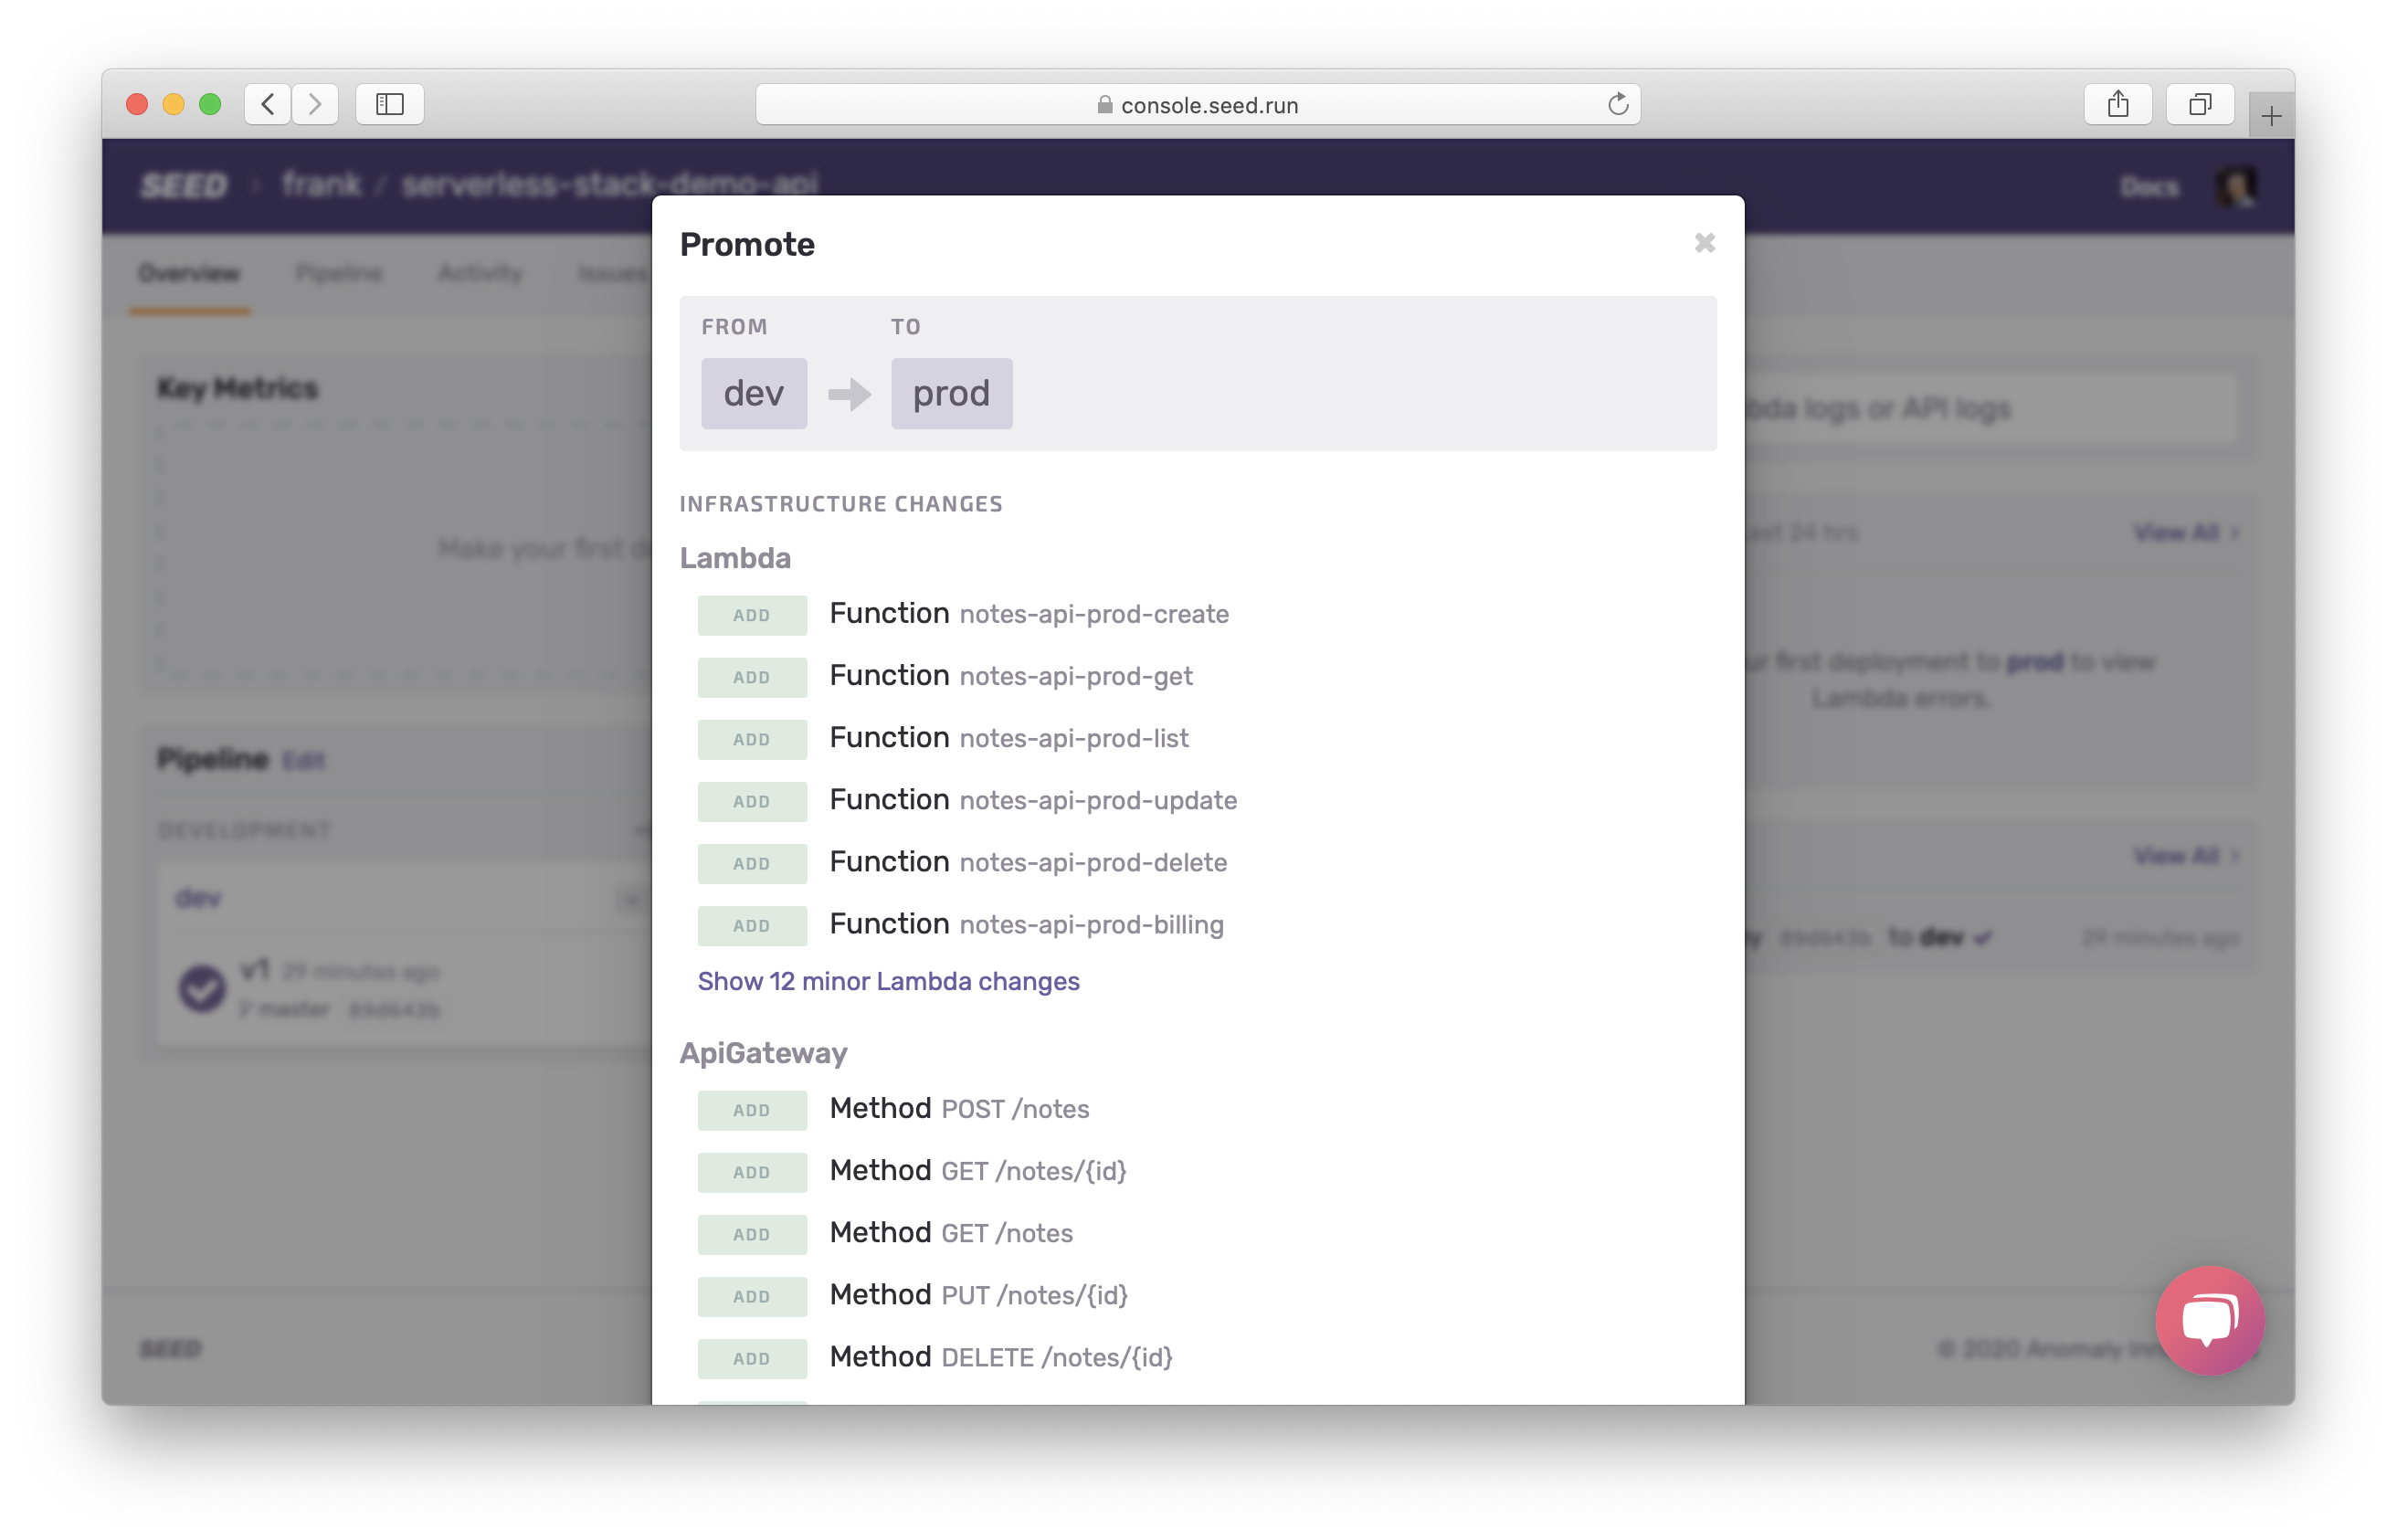 console.seed.run
SEED › frank / serverless-stack-demo-api
Docs
Overview Pipeline Activity Issues
Promote
FROM TO
dev prod
Key Metrics
Make your first
bda logs or API logs
INFRASTRUCTURE CHANGES
Last 24 hrs View All ›
Lambda
ADD Function notes-api-prod-create
ADD Function notes-api-prod-get
ADD Function notes-api-prod-list
ADD Function notes-api-prod-update
ADD Function notes-api-prod-delete
ADD Function notes-api-prod-billing
Show 12 minor Lambda changes
ApiGateway
ADD Method POST /notes
ADD Method GET /notes/{id}
ADD Method GET /notes
ADD Method PUT /notes/{id}
ADD Method DELETE /notes/{id}
first deployment to prod to view
Lambda errors.
Pipeline Edit
DEVELOPMENT
dev
v1 29 minutes ago
master 89d643b
View All ›
89d643b to dev 29 minutes ago
SEED
© 2020 Anomaly